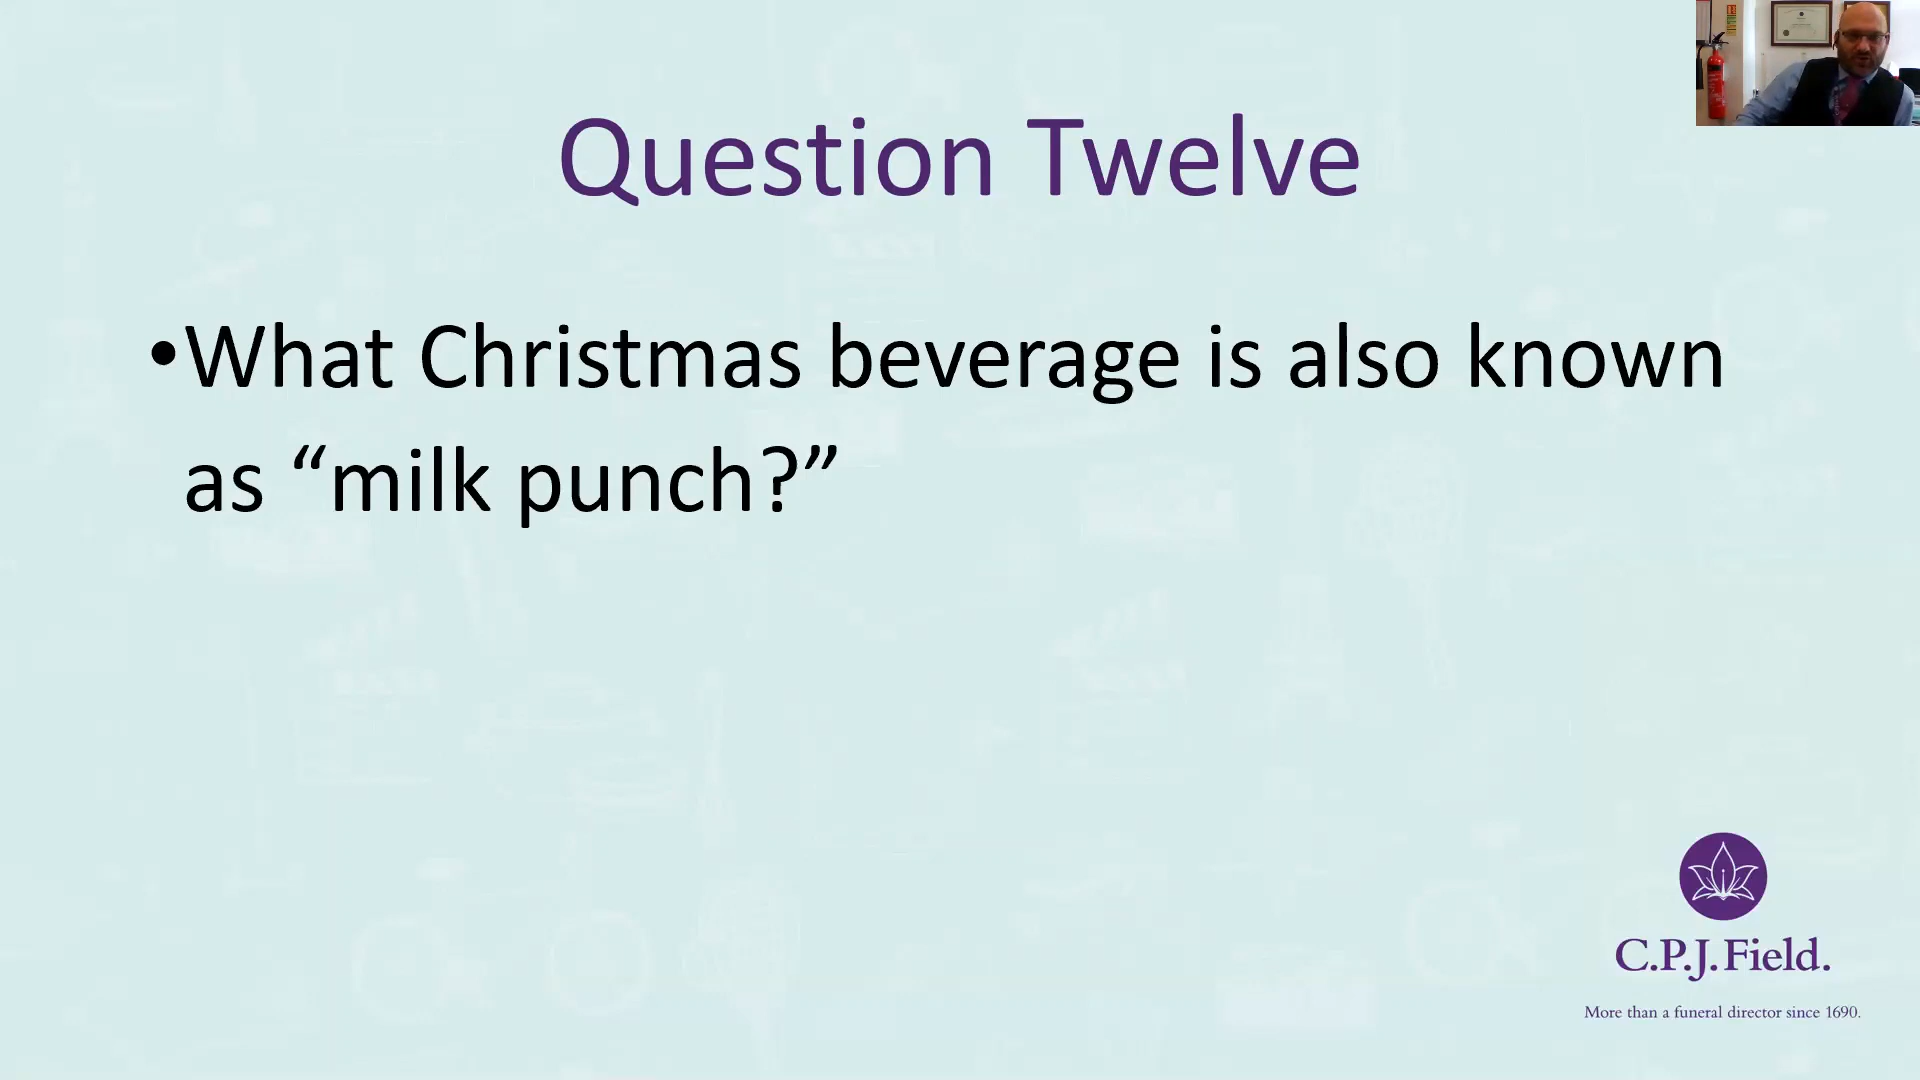 Question Twelve
•What Christmas beverage is also known
as “milk punch?”
C.P.J. Field.
More than a funeral director since 1690.